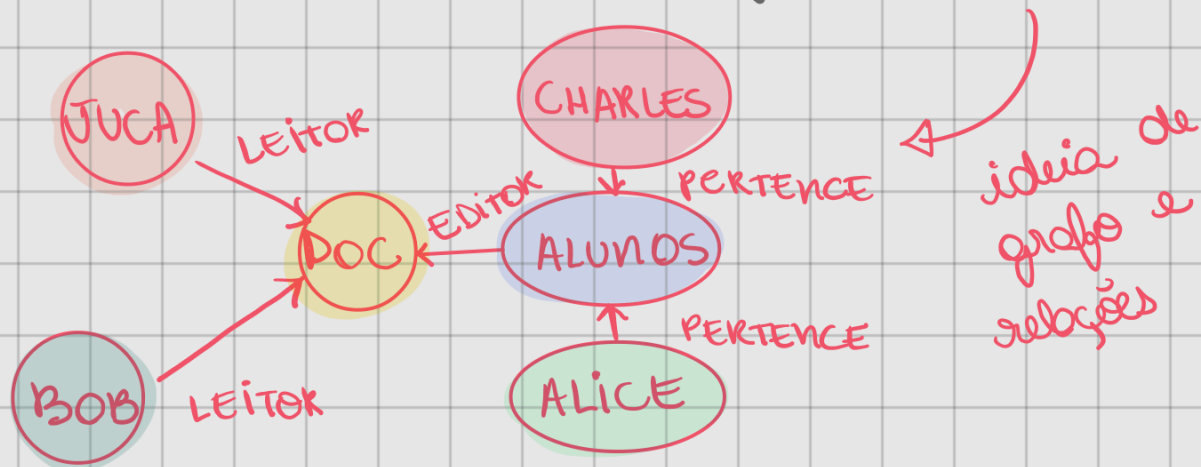 JUCA
LEITOR
CHARLES
PERTENCE
EDITOR
DOC
ALUNOS
PERTENCE
BOB
LEITOR
ALICE
ideia de
grafo e
relações